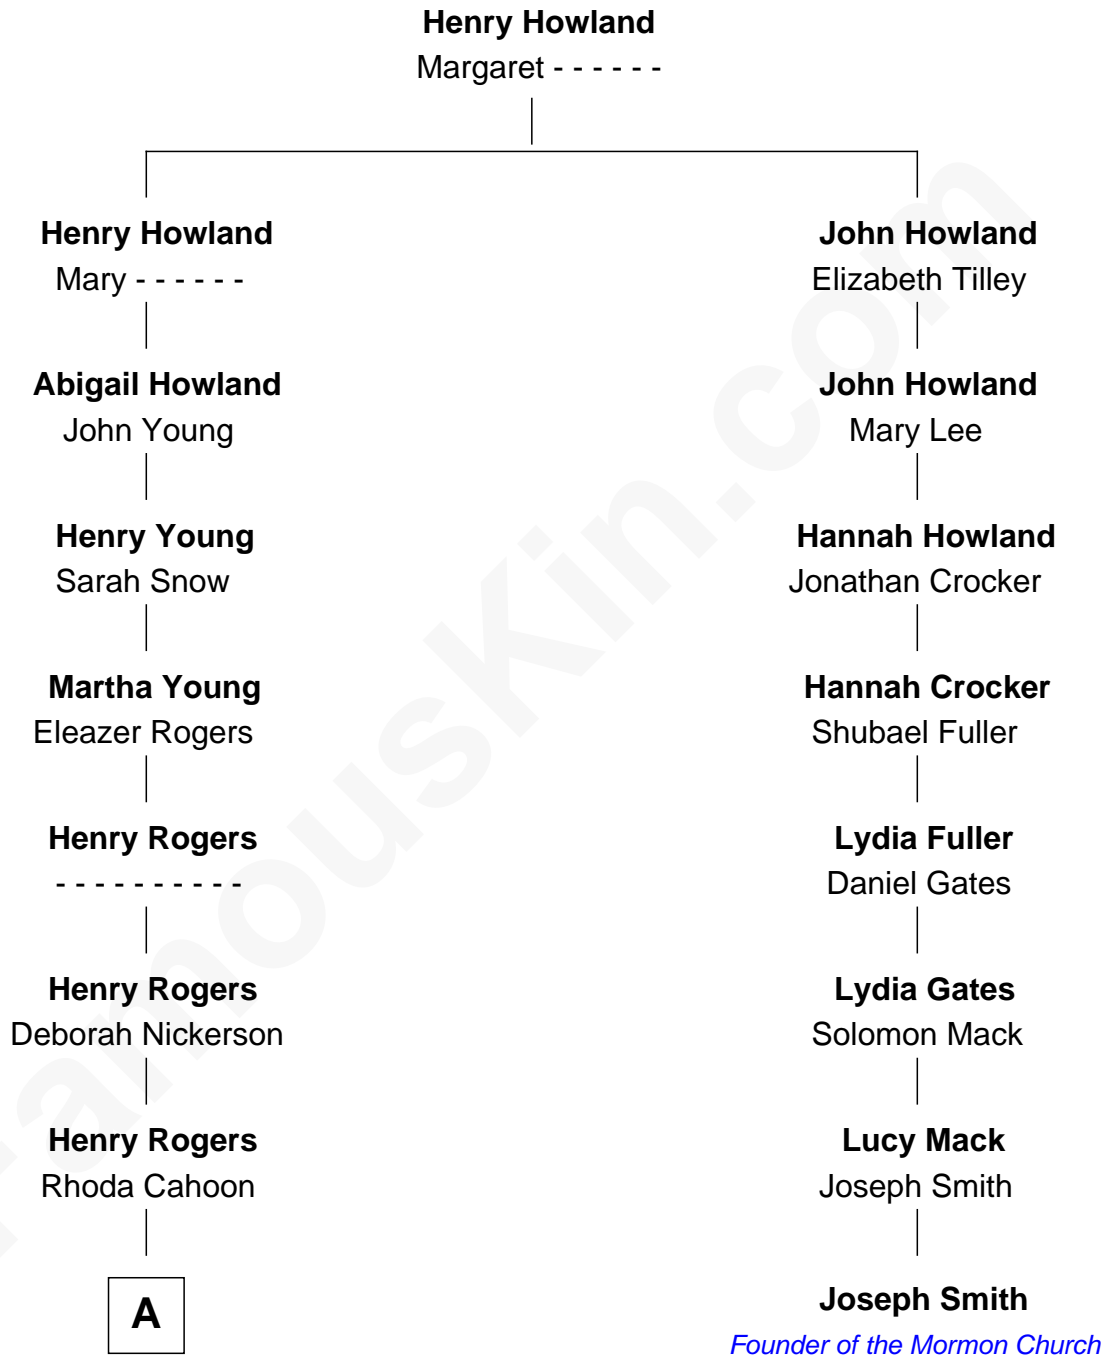 Henry Howland
Margaret - - - - - -
Henry Howland
Mary - - - - - -
Abigail Howland
John Young
Henry Young
Sarah Snow
Martha Young
Eleazer Rogers
Henry Rogers
- - - - - - - - - -
Henry Rogers
Deborah Nickerson
Henry Rogers
Rhoda Cahoon
A
John Howland
Elizabeth Tilley
John Howland
Mary Lee
Hannah Howland
Jonathan Crocker
Hannah Crocker
Shubael Fuller
Lydia Fuller
Daniel Gates
Lydia Gates
Solomon Mack
Lucy Mack
Joseph Smith
Joseph Smith
Founder of the Mormon Church
FamousKin.com